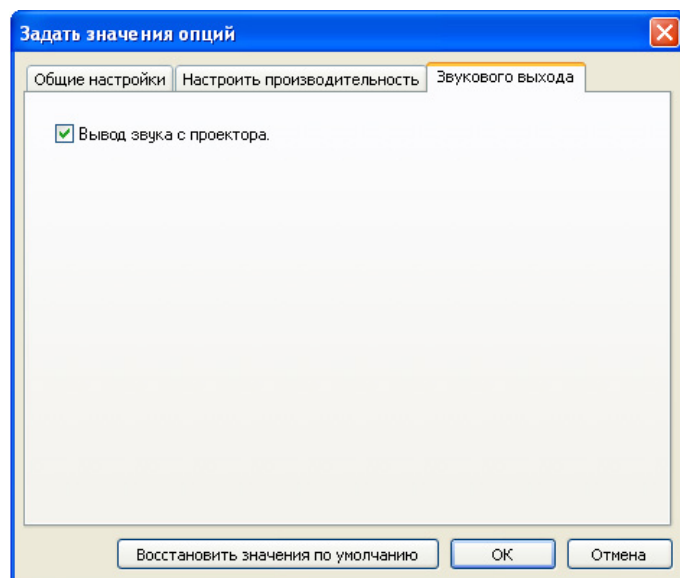 Задать значения опций
Общие настройки Настроить производительность Звукового выхода
Вывод звука с проектора.
Восстановить значения по умолчанию OK Отмена